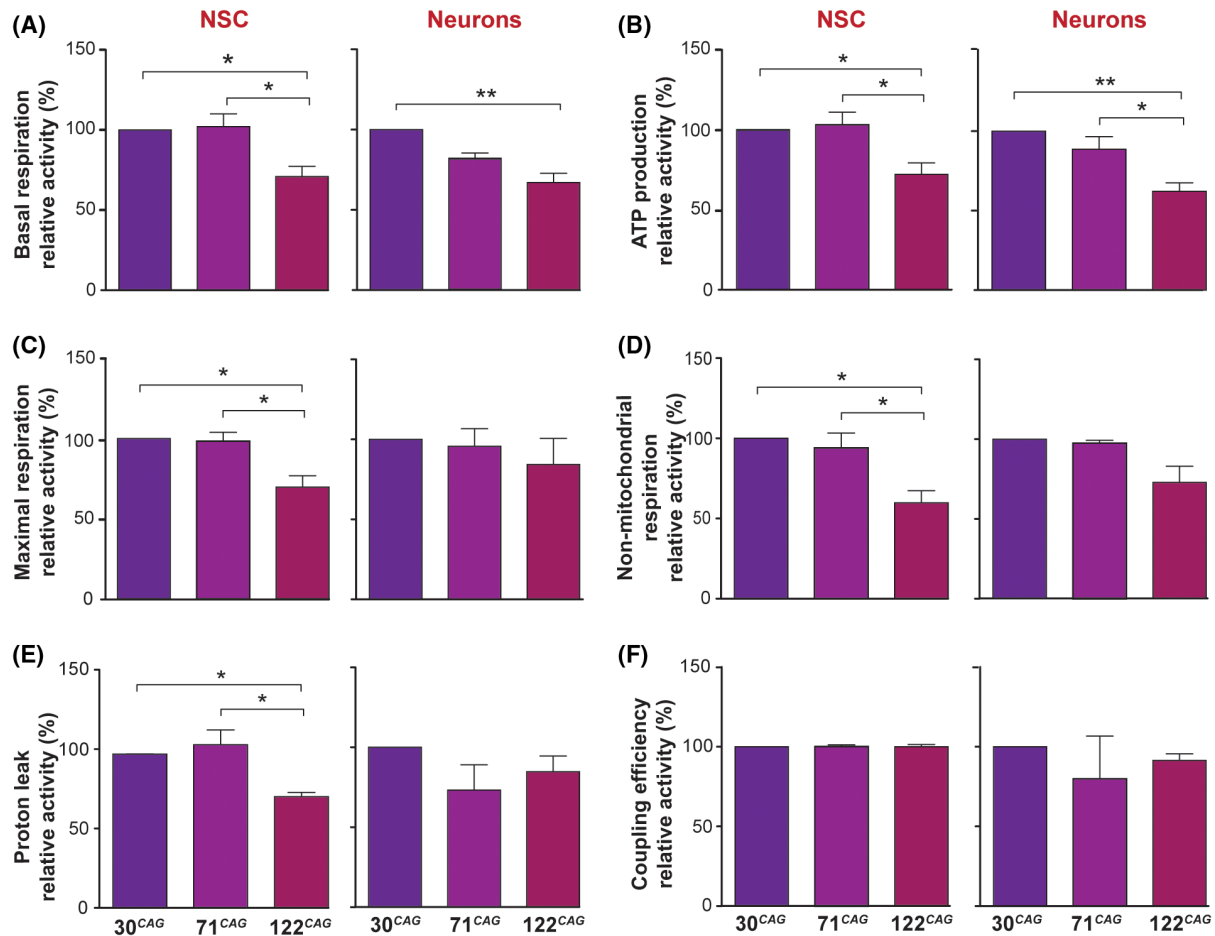 (A)
NSC
Neurons
Basal respiration
relative activity (%)
150
100
50
0
*
*
**
(B)
NSC
Neurons
ATP production
relative activity (%)
150
100
50
0
*
*
**
*
(C)
Maximal respiration
relative activity (%)
150
100
50
0
*
*
(D)
Non-mitochondrial
respiration
relative activity (%)
150
100
50
0
*
*
(E)
Proton leak
relative activity (%)
150
100
50
0
*
*
30CAG 71CAG 122CAG
30CAG 71CAG 122CAG
(F)
Coupling efficiency
relative activity (%)
150
100
50
0
30CAG 71CAG 122CAG
30CAG 71CAG 122CAG